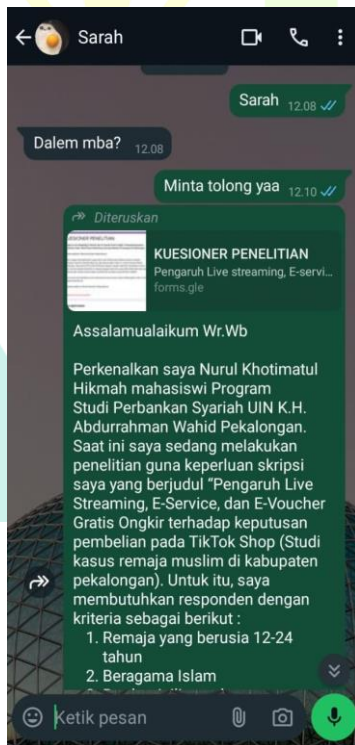 Sarah
Sarah 12.08
Dalem mba? 12.08
Minta tolong yaa 12.10
Diteruskan
KUESIONER PENELITIAN
Pengaruh Live streaming, E-servi...
forms.gle
Assalamualaikum Wr.Wb
Perkenalkan saya Nurul Khotimatul
Hikmah mahasiswi Program
Studi Perbankan Syariah UIN K.H.
Abdurrahman Wahid Pekalongan.
Saat ini saya sedang melakukan
penelitian guna keperluan skripsi
saya yang berjudul "Pengaruh Live
Streaming, E-Service, dan E-Voucher
Gratis Ongkir terhadap keputusan
pembelian pada TikTok Shop (Studi
kasus remaja muslim di kabupaten
pekalongan). Untuk itu, saya
membutuhkan responden dengan
kriteria sebagai berikut :
1. Remaja yang berusia 12-24
tahun
2. Beragama Islam
Ketik pesan